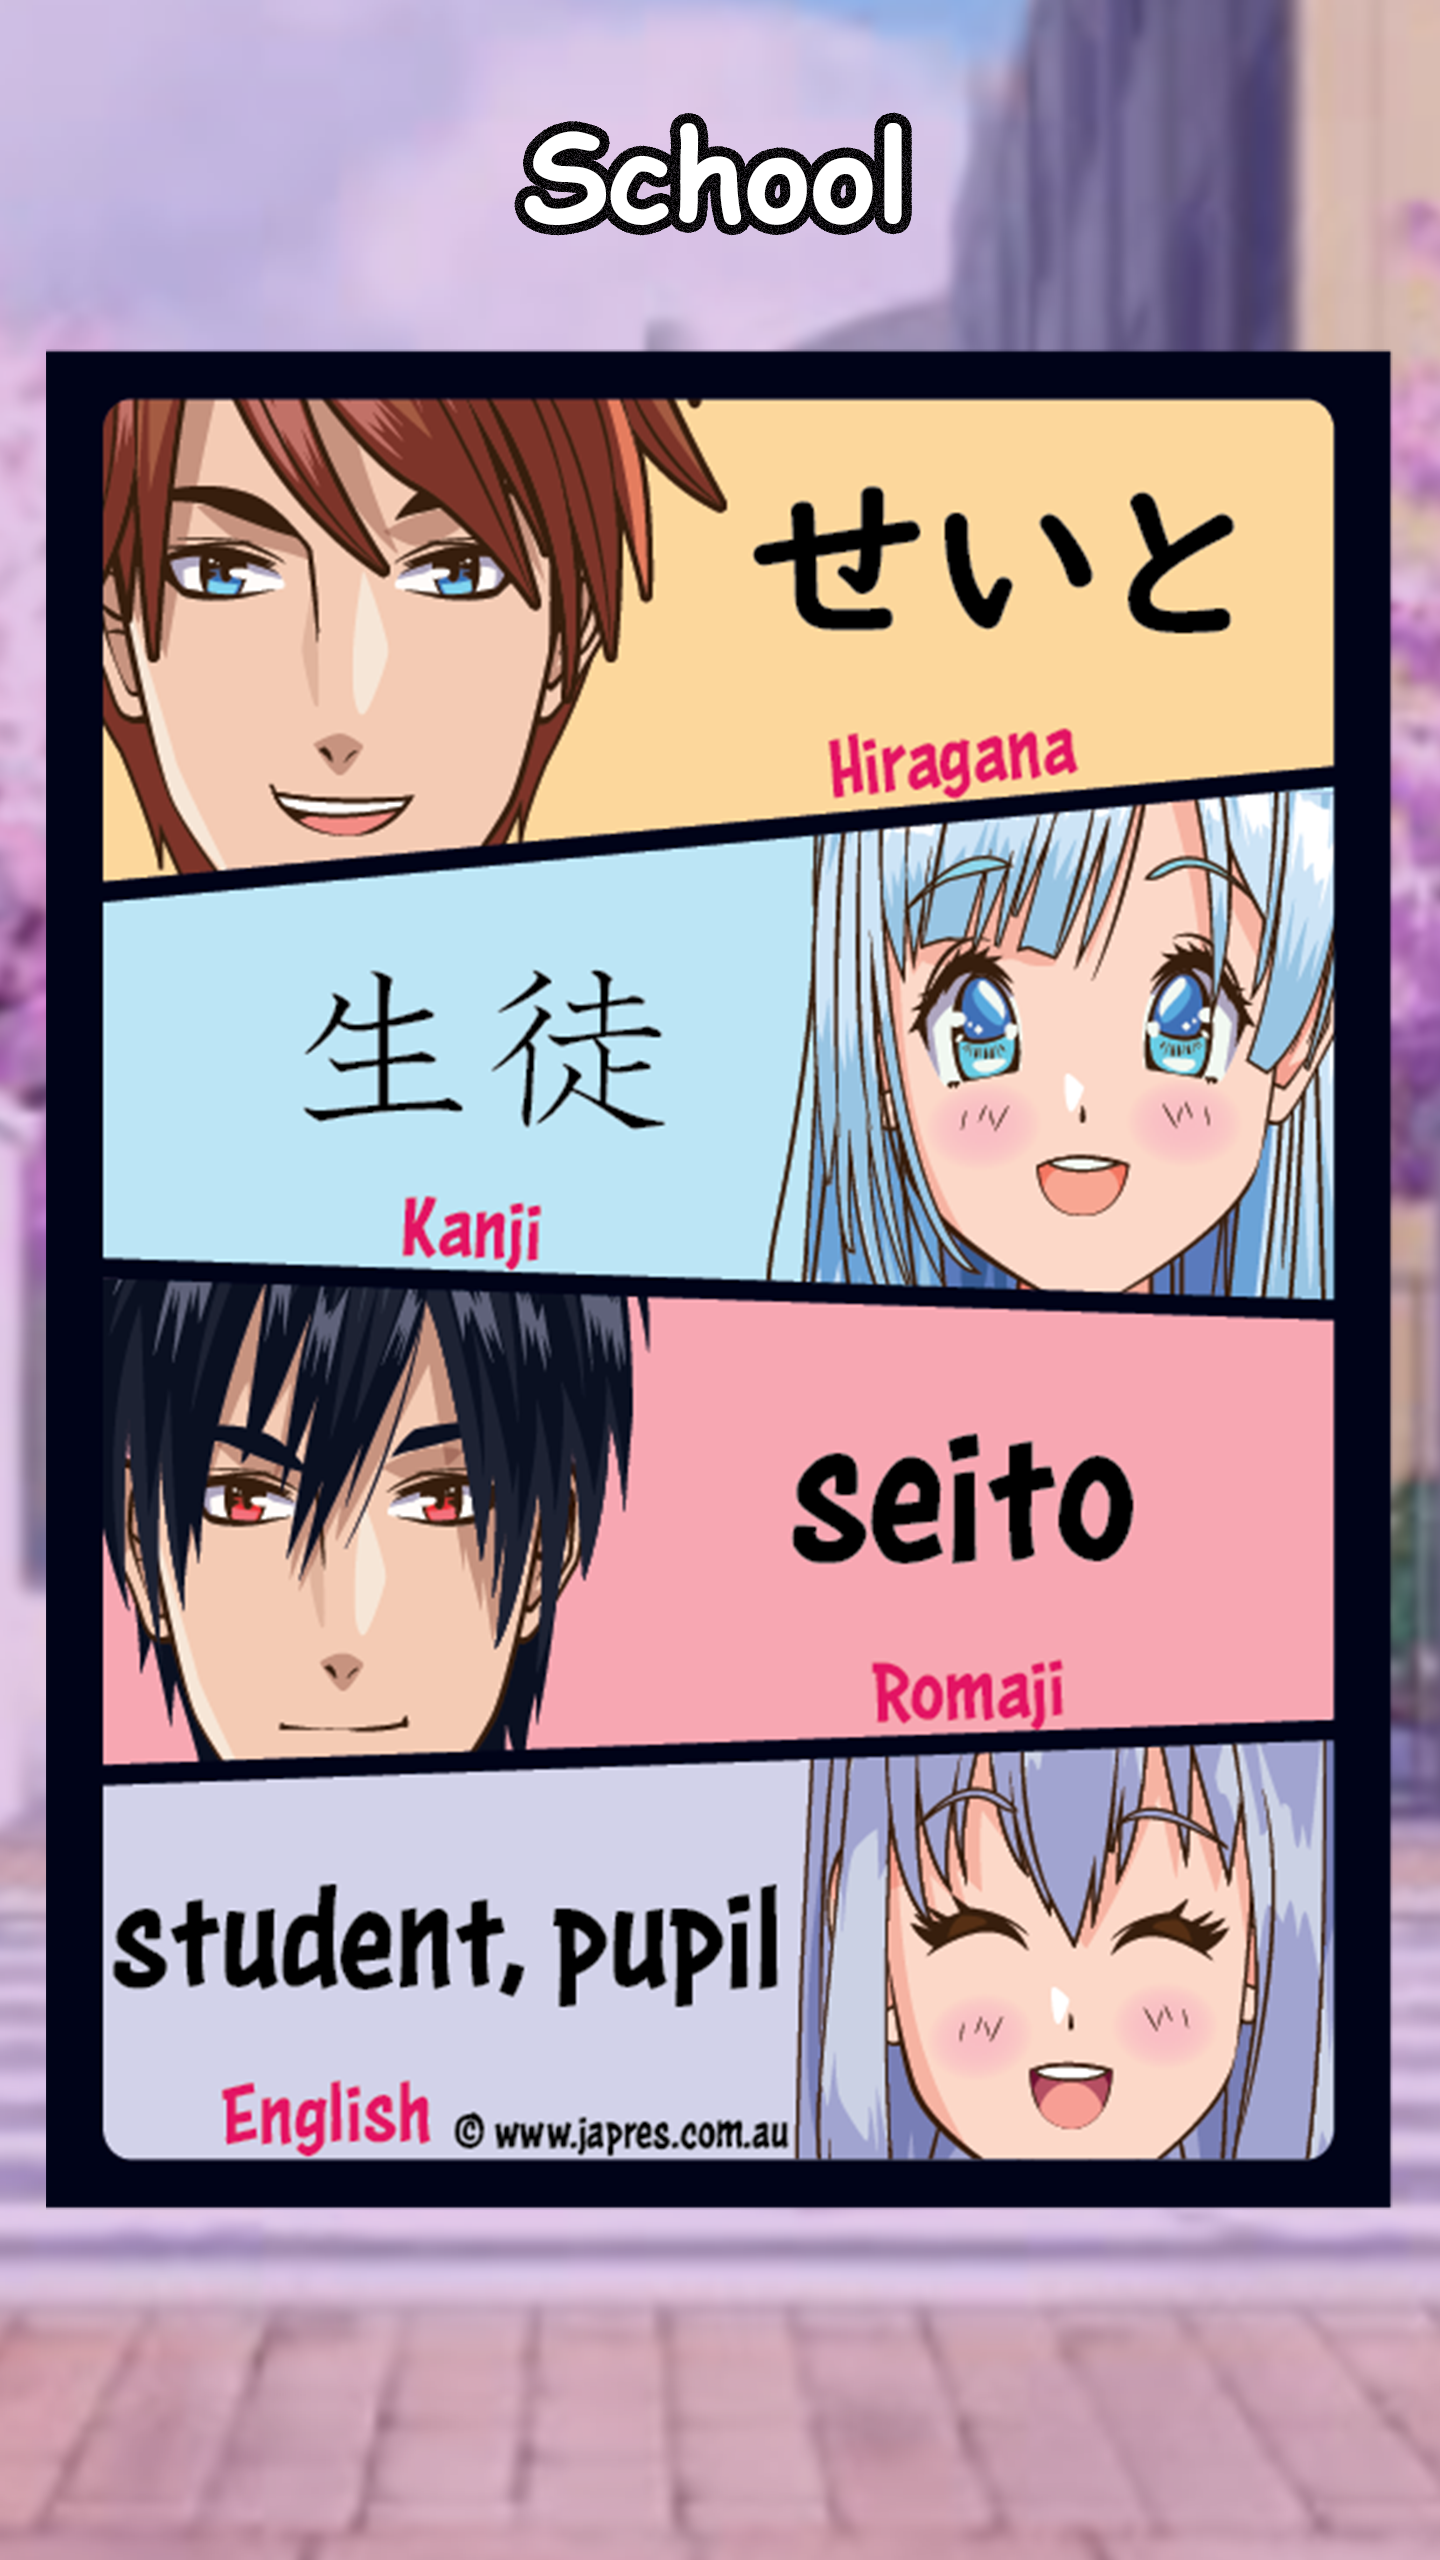 School
せいと
Hiragana
生徒
Kanji
seito
Romaji
student, pupil
English
© www.japres.com.au